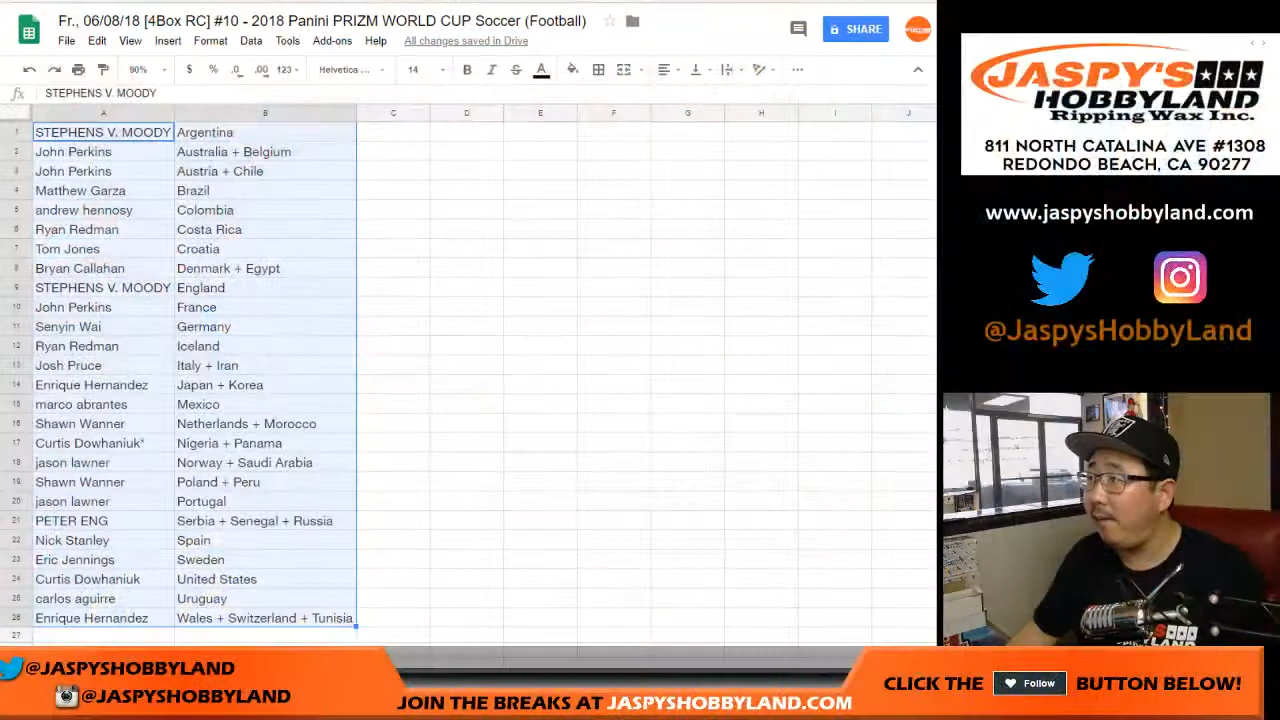 Fr., 06/08/18 [4Box RC] #10 - 2018 Panini PRIZM WORLD CUP Soccer (Football)
File Edit View Insert Format Data Tools Add-ons Help All changes saved in Drive
SHARE
90% $ % .0 .00 123 Helvetica ... 14 B I S A
fx STEPHENS V. MOODY
A B C D E F G H I J
1 STEPHENS V. MOODY Argentina
2 John Perkins Australia + Belgium
3 John Perkins Austria + Chile
4 Matthew Garza Brazil
5 andrew hennosy Colombia
6 Ryan Redman Costa Rica
7 Tom Jones Croatia
8 Bryan Callahan Denmark + Egypt
9 STEPHENS V. MOODY England
10 John Perkins France
11 Senyin Wai Germany
12 Ryan Redman Iceland
13 Josh Pruce Italy + Iran
14 Enrique Hernandez Japan + Korea
15 marco abrantes Mexico
16 Shawn Wanner Netherlands + Morocco
17 Curtis Dowhaniuk* Nigeria + Panama
18 jason lawner Norway + Saudi Arabia
19 Shawn Wanner Poland + Peru
20 jason lawner Portugal
21 PETER ENG Serbia + Senegal + Russia
22 Nick Stanley Spain
23 Eric Jennings Sweden
24 Curtis Dowhaniuk United States
25 carlos aguirre Uruguay
26 Enrique Hernandez Wales + Switzerland + Tunisia
27
JASPY'S
HOBBYLAND
Ripping Wax Inc.
811 NORTH CATALINA AVE #1308
REDONDO BEACH, CA 90277
www.jaspyshobbyland.com
@JaspysHobbyLand
@JASPYSHOBBYLAND
@JASPYSHOBBYLAND
JOIN THE BREAKS AT JASPYSHOBBYLAND.COM
CLICK THE Follow BUTTON BELOW!